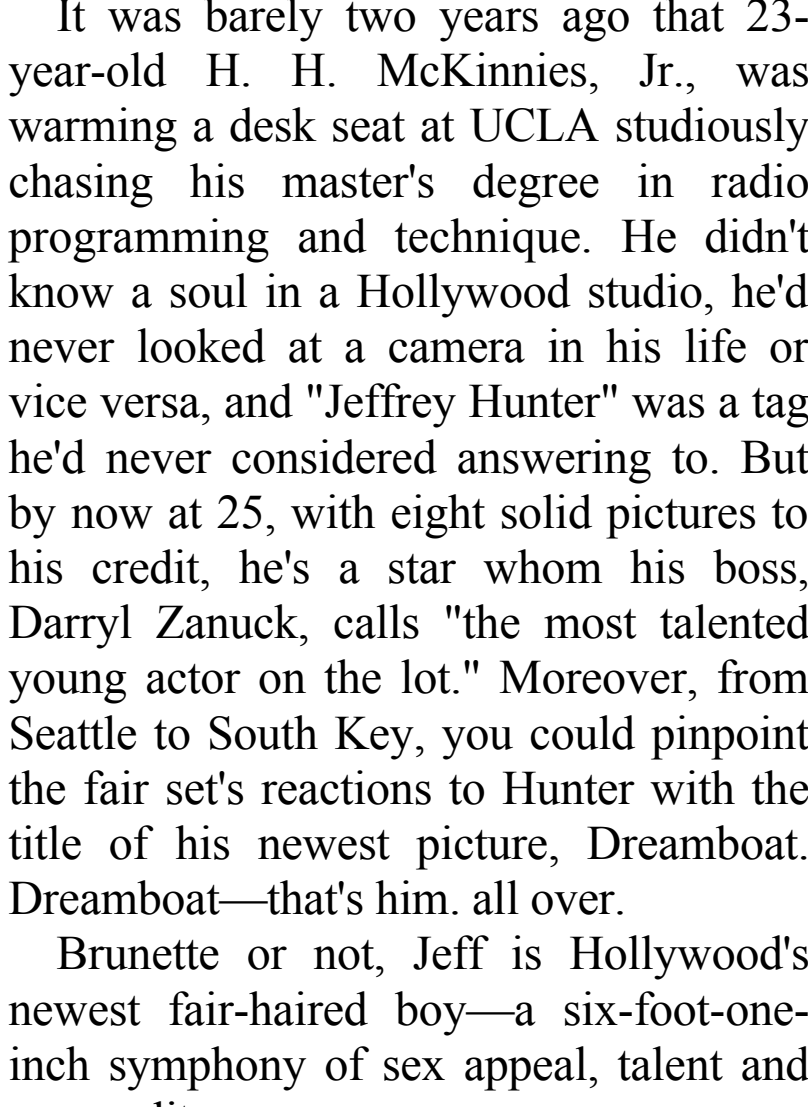 It was barely two years ago that 23-
year-old H. H. McKinnies, Jr., was
warming a desk seat at UCLA studiously
chasing his master's degree in radio
programming and technique. He didn't
know a soul in a Hollywood studio, he'd
never looked at a camera in his life or
vice versa, and "Jeffrey Hunter" was a tag
he'd never considered answering to. But
by now at 25, with eight solid pictures to
his credit, he's a star whom his boss,
Darryl Zanuck, calls "the most talented
young actor on the lot." Moreover, from
Seattle to South Key, you could pinpoint
the fair set's reactions to Hunter with the
title of his newest picture, Dreamboat.
Dreamboat—that's him. all over.
Brunette or not, Jeff is Hollywood's
newest fair-haired boy—a six-foot-one-
inch symphony of sex appeal, talent and